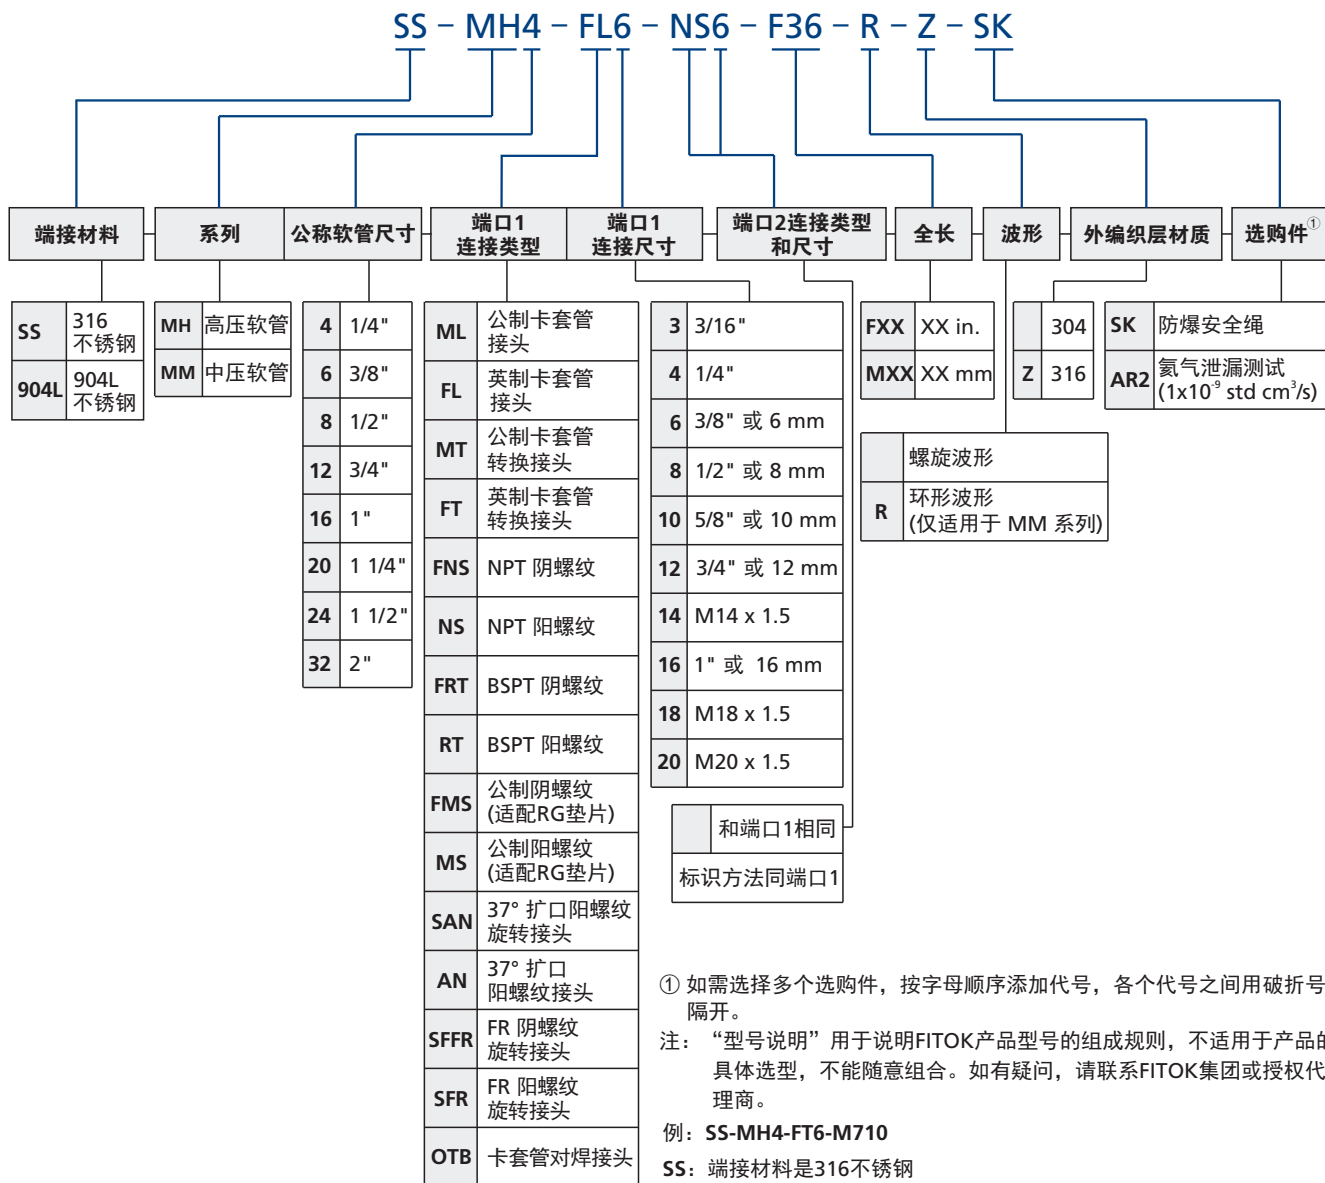 SS – MH4 – FL6 – NS6 – F36 – R – Z – SK
端接材料
系列
公称软管尺寸
端口1
连接类型
端口1
连接尺寸
端口2连接类型
和尺寸
全长
波形
外编织层材质
选购件①
SS 316
不锈钢
904L 904L
不锈钢
MH 高压软管
MM 中压软管
4 1/4"
6 3/8"
8 1/2"
12 3/4"
16 1"
20 1 1/4"
24 1 1/2"
32 2"
ML 公制卡套管
接头
FL 英制卡套管
接头
MT 公制卡套管
转换接头
FT 英制卡套管
转换接头
FNS NPT 阴螺纹
NS NPT 阳螺纹
FRT BSPT 阴螺纹
RT BSPT 阳螺纹
FMS 公制阴螺纹
(适配RG垫片)
MS 公制阳螺纹
(适配RG垫片)
SAN 37° 扩口阳螺纹
旋转接头
AN 37° 扩口
阳螺纹接头
SFFR FR 阴螺纹
旋转接头
SFR FR 阳螺纹
旋转接头
OTB 卡套管对焊接头
3 3/16"
4 1/4"
6 3/8" 或 6 mm
8 1/2" 或 8 mm
10 5/8" 或 10 mm
12 3/4" 或 12 mm
14 M14 x 1.5
16 1" 或 16 mm
18 M18 x 1.5
20 M20 x 1.5
和端口1相同
标识方法同端口1
FXX XX in.
MXX XX mm
螺旋波形
R 环形波形
(仅适用于 MM 系列)
304
Z 316
SK 防爆安全绳
AR2 氦气泄漏测试
(1x10⁻⁹ std cm³/s)
① 如需选择多个选购件，按字母顺序添加代号，各个代号之间用破折号
隔开。
注： “型号说明”用于说明FITOK产品型号的组成规则，不适用于产品的
具体选型，不能随意组合。如有疑问，请联系FITOK集团或授权代
理商。
例：SS-MH4-FT6-M710
SS：端接材料是316不锈钢